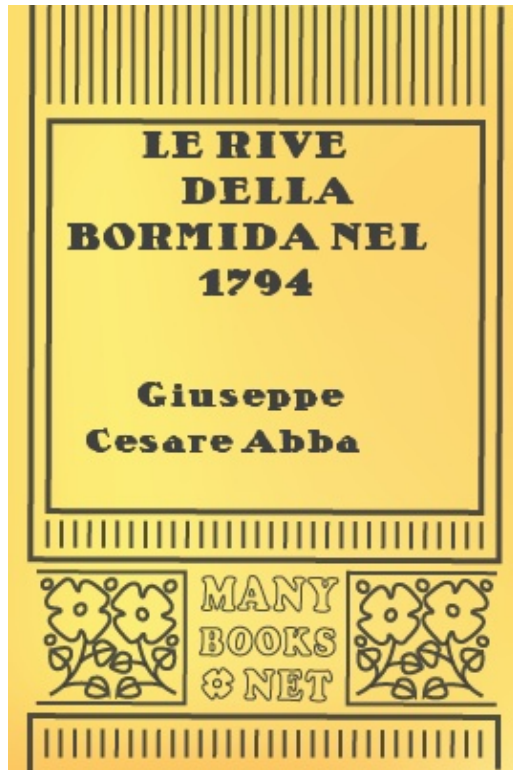 LE RIVE
DELLA
BORMIDA NEL
1794
Giuseppe
Cesare Abba
MANY
BOOKS
NET